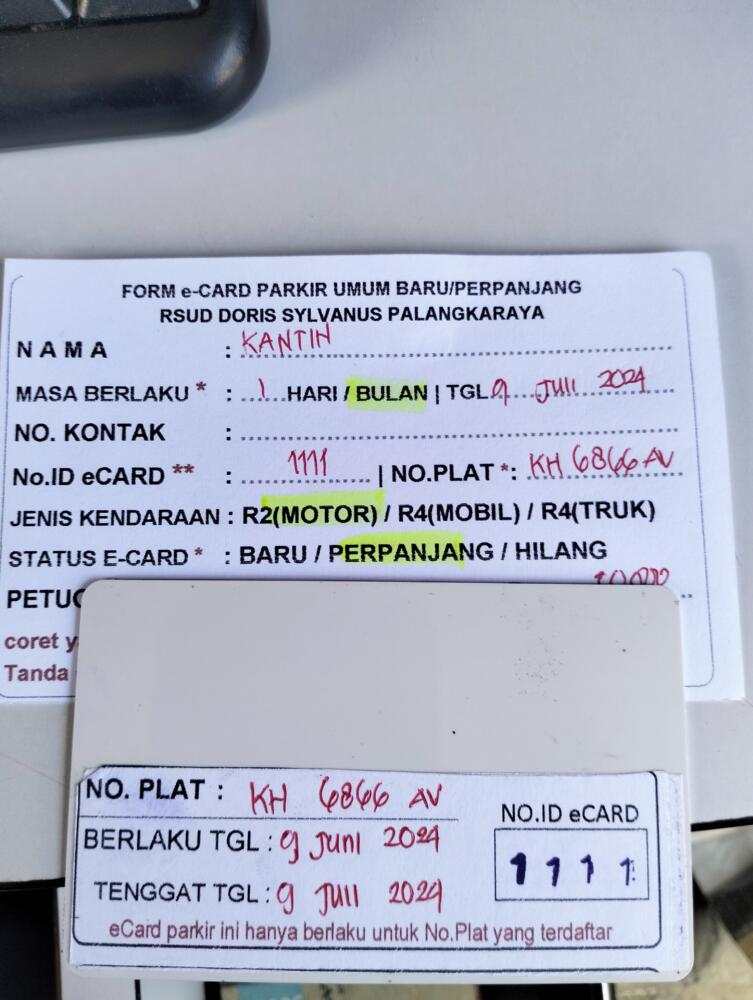 FORM e-CARD PARKIR UMUM BARU/PERPANJANG
RSUD DORIS SYLVANUS PALANGKARAYA
NAMA : KANTIN
MASA BERLAKU * : 1 HARI / BULAN | TGL 9 JULI 2024
NO. KONTAK :
No.ID eCARD ** : 1111 | NO.PLAT *: KH 6866 AV
JENIS KENDARAAN : R2(MOTOR) / R4(MOBIL) / R4(TRUK)
STATUS E-CARD * : BARU / PERPANJANG / HILANG
PETUG
coret y
Tanda
NO. PLAT : KH 6866 AV
BERLAKU TGL : 9 JUNI 2024
TENGGAT TGL : 9 JULI 2024
NO.ID eCARD
1111
eCard parkir ini hanya berlaku untuk No.Plat yang terdaftar